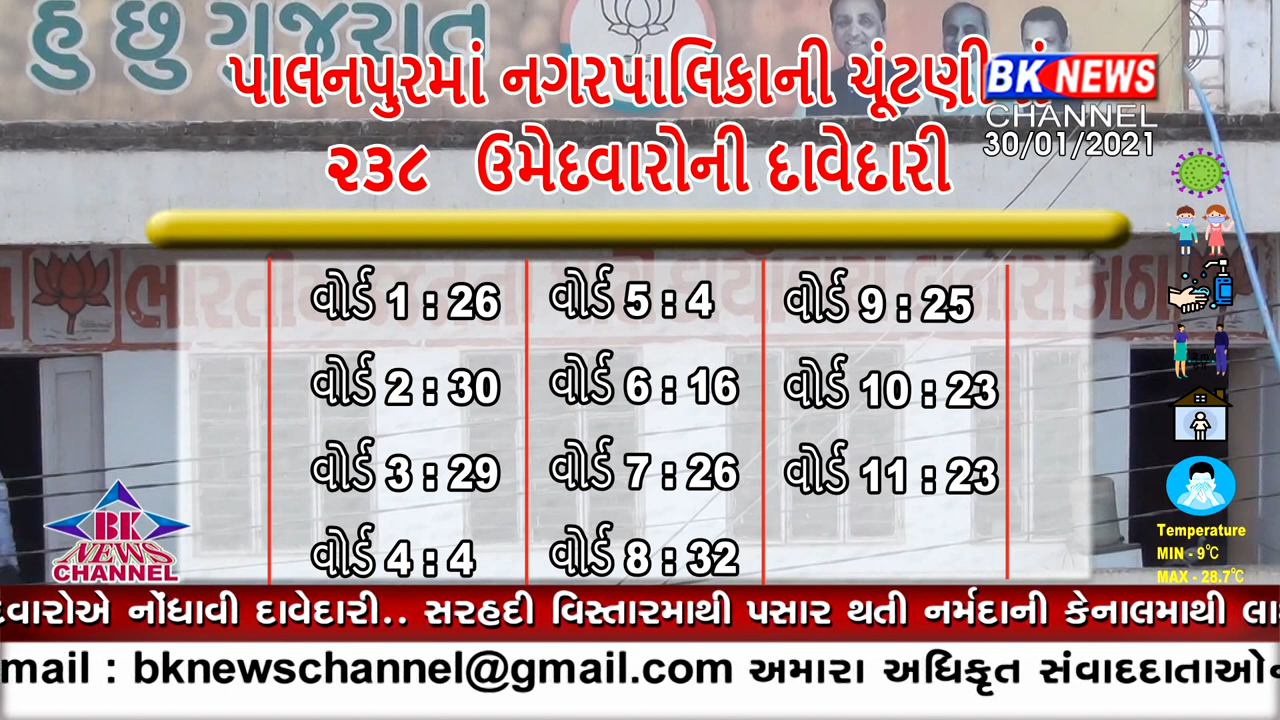 હું છું ગુજરાત
પાલનપુરમાં નગરપાલિકાની ચૂંટણી
BK NEWS
CHANNEL
30/01/2021
૨૩૮ ઉમેદવારોની દાવેદારી
વોર્ડ 1 : 26
વોર્ડ 2 : 30
વોર્ડ 3 : 29
વોર્ડ 4 : 4
વોર્ડ 5 : 4
વોર્ડ 6 : 16
વોર્ડ 7 : 26
વોર્ડ 8 : 32
વોર્ડ 9 : 25
વોર્ડ 10 : 23
વોર્ડ 11 : 23
BK
NEWS
CHANNEL
Temperature
MIN - 9℃
MAX - 28.7℃
દવારોએ નોંધાવી દાવેદારી.. સરહદી વિસ્તારમાથી પસાર થતી નર્મદાની કેનાલમાથી લા
mail : bknewschannel@gmail.com અમારા અધિકૃત સંવાદદાતાઓન